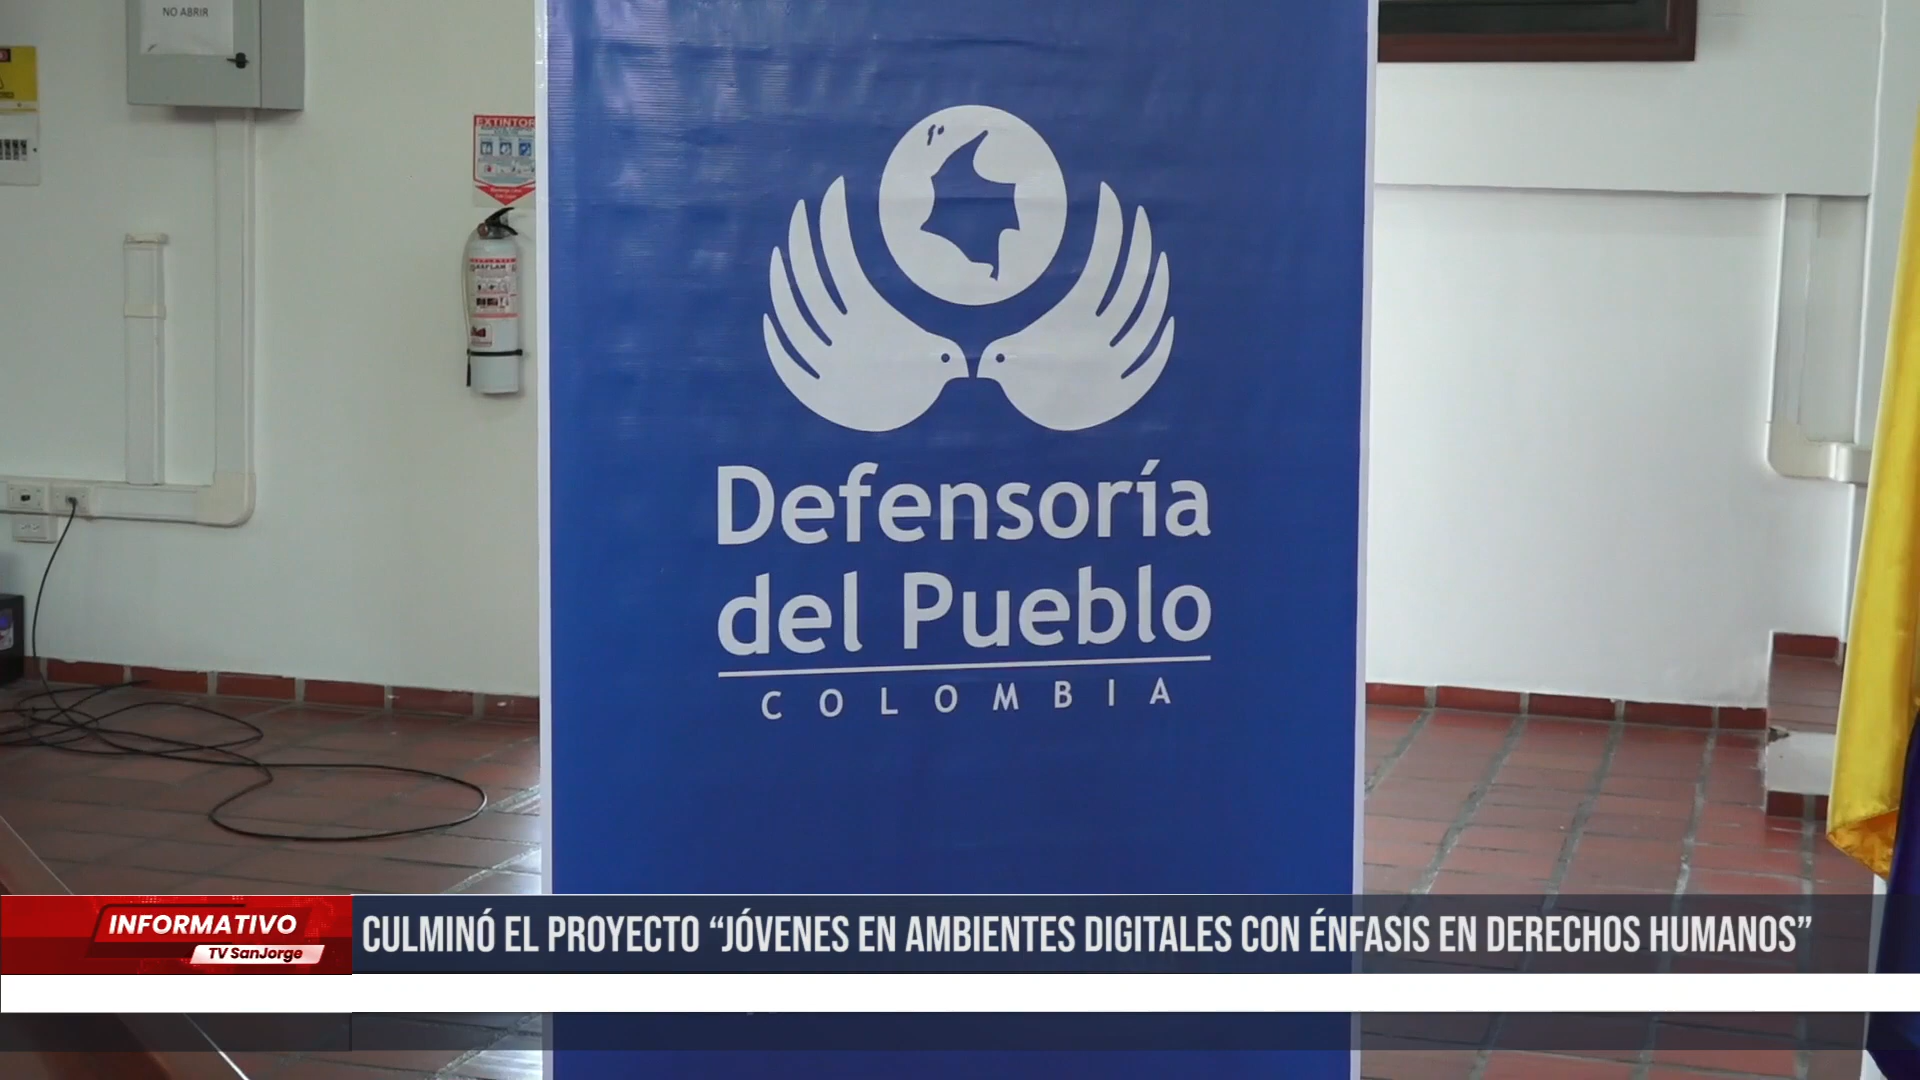 NO ABRIR
EXTINTOR
Defensoría
del Pueblo
COLOMBIA
INFORMATIVO
TV SanJorge
CULMINÓ EL PROYECTO “JÓVENES EN AMBIENTES DIGITALES CON ÉNFASIS EN DERECHOS HUMANOS”